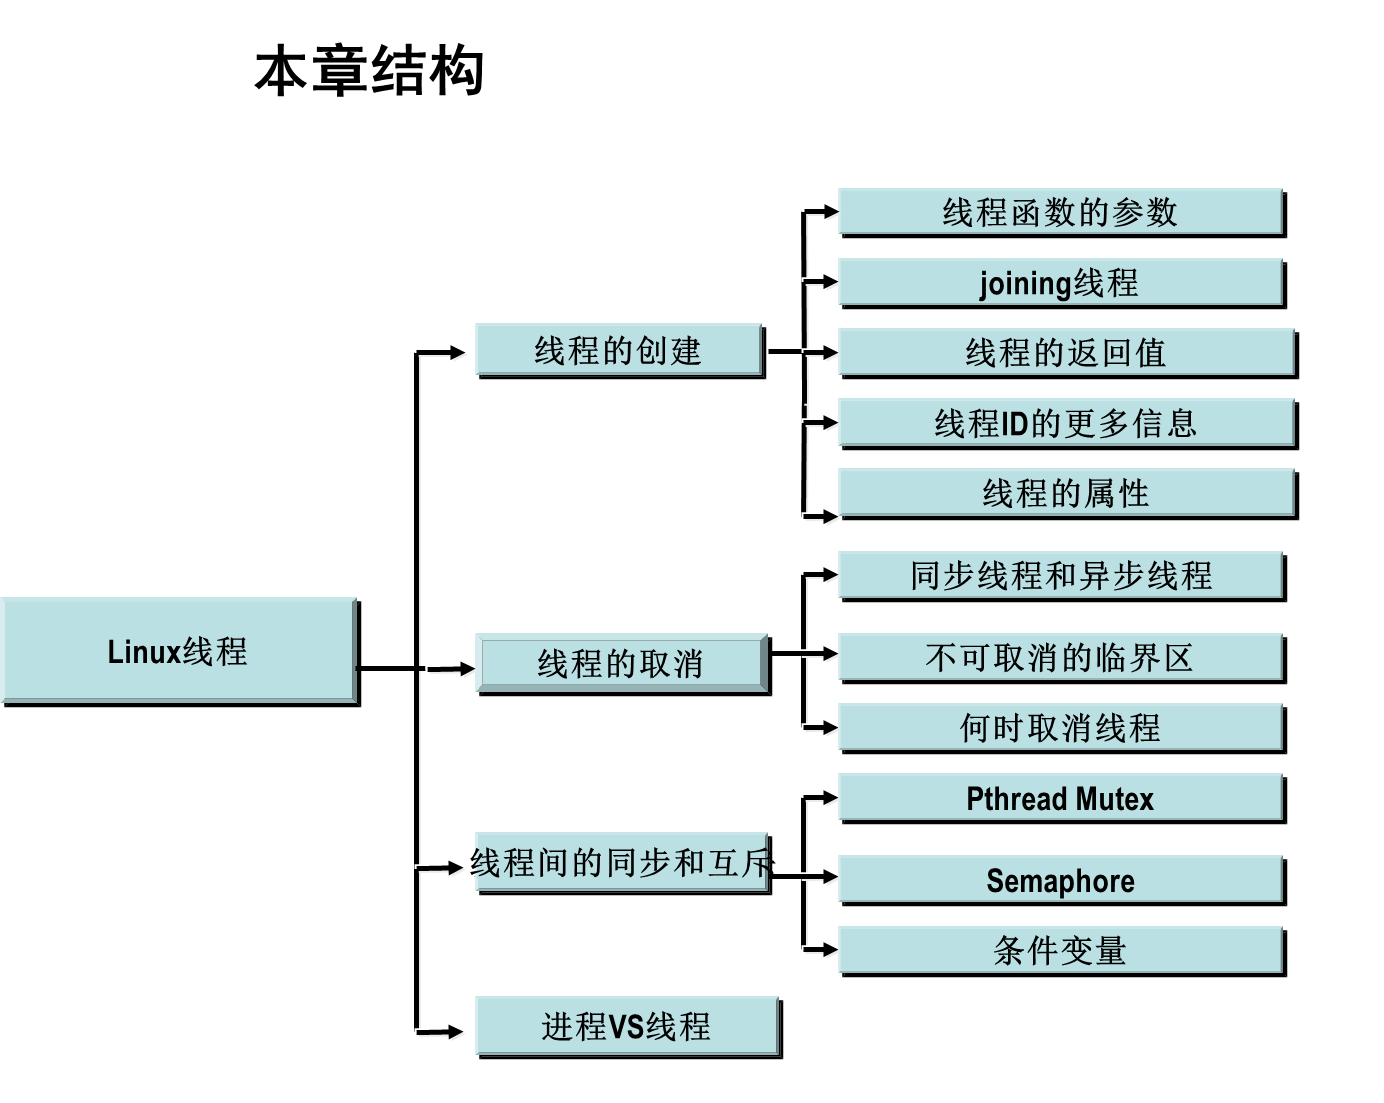 本章结构
Linux线程
线程的创建
线程函数的参数
joining线程
线程的返回值
线程ID的更多信息
线程的属性
线程的取消
同步线程和异步线程
不可取消的临界区
何时取消线程
线程间的同步和互斥
Pthread Mutex
Semaphore
条件变量
进程VS线程